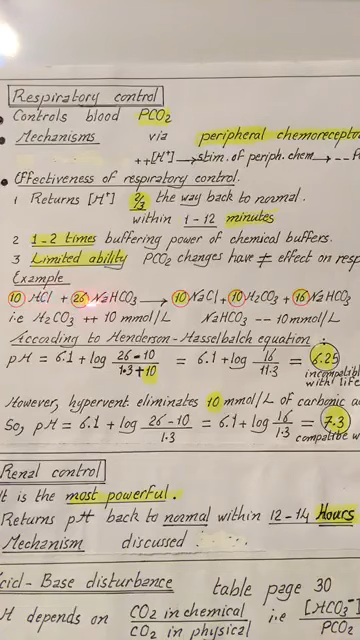 Respiratory control
• Controls blood PCO₂
• Mechanisms via peripheral chemorecepto
++[H⁺] → stim. of periph. chem → --
• Effectiveness of respiratory control.
1 Returns [H⁺] 2/3 the way back to normal.
within 1-12 minutes
2 1-2 times buffering power of chemical buffers.
3 Limited ability PCO₂ changes have ≠ effect on resp
Example
10 HCl + 26 NaHCO₃ → 10 NaCl + 10 H₂CO₃ + 16 NaHCO₃
i.e H₂CO₃ ++ 10 mmol/L NaHCO₃ -- 10 mmol/L
According to Henderson-Hasselbalch equation :
pH = 6.1 + log (26-10)/(1.3+10) = 6.1 + log 16/11.3 = 6.25
incompatibl
with life
However, hypervent eliminates 10 mmol/L of carbonic a
So, pH = 6.1 + log (26-10)/1.3 = 6.1 + log 16/1.3 = 7.3
compatible w
Renal control
It is the most powerful.
Returns pH back to normal within 12-14 Hours
Mechanism discussed
cid-Base disturbance table page 30
H depends on CO₂ in chemical/CO₂ in physical i.e [HCO₃⁻]/PCO₂